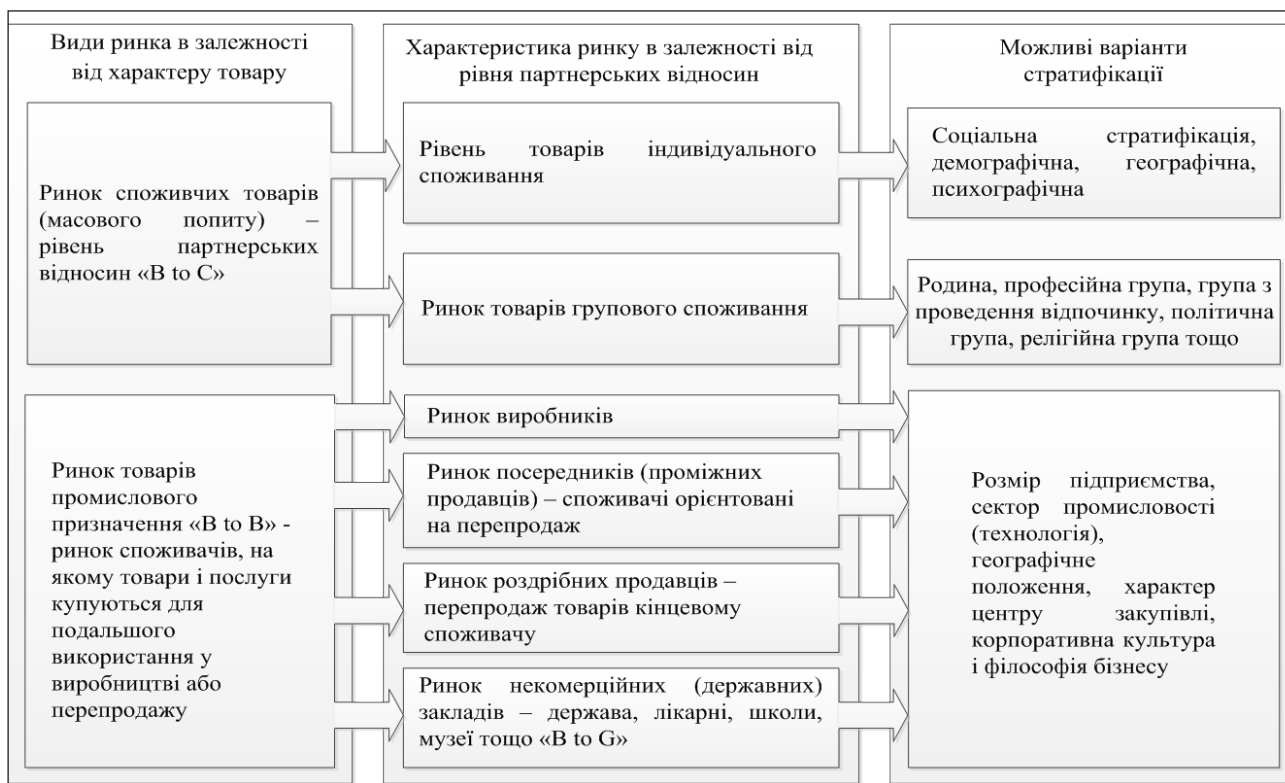 Види ринка в залежності
від характеру товару
Ринок споживчих товарів
(масового попиту) –
рівень партнерських
відносин «B to C»
Ринок товарів
промислового
призначення «B to B» -
ринок споживачів, на
якому товари і послуги
купуються для
подальшого
використання у
виробництві або
перепродажу
Характеристика ринку в залежності від
рівня партнерських відносин
Рівень товарів індивідуального
споживання
Ринок товарів групового споживання
Ринок виробників
Ринок посередників (проміжних
продавців) – споживачі орієнтовані
на перепродаж
Ринок роздрібних продавців –
перепродаж товарів кінцевому
споживачу
Ринок некомерційних (державних)
закладів – держава, лікарні, школи,
музеї тощо «B to G»
Можливі варіанти
стратифікації
Соціальна стратифікація,
демографічна, географічна,
психографічна
Родина, професійна група, група з
проведення відпочинку, політична
група, релігійна група тощо
Розмір підприємства,
сектор промисловості
(технологія),
географічне
положення, характер
центру закупівлі,
корпоративна культура
і філософія бізнесу